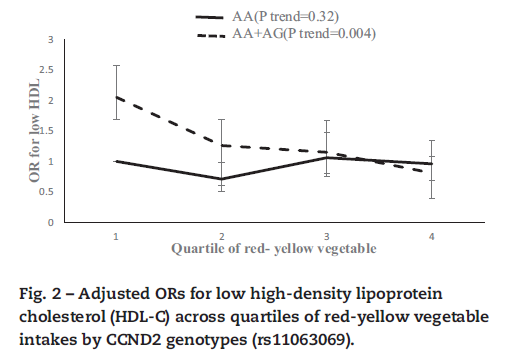 AA(P trend=0.32)
AA+AG(P trend=0.004)
3
2.5
2
1.5
1
0.5
0
OR for low HDL
1 2 3 4
Quartile of red- yellow vegetable
Fig. 2 – Adjusted ORs for low high-density lipoprotein
cholesterol (HDL-C) across quartiles of red-yellow vegetable
intakes by CCND2 genotypes (rs11063069).